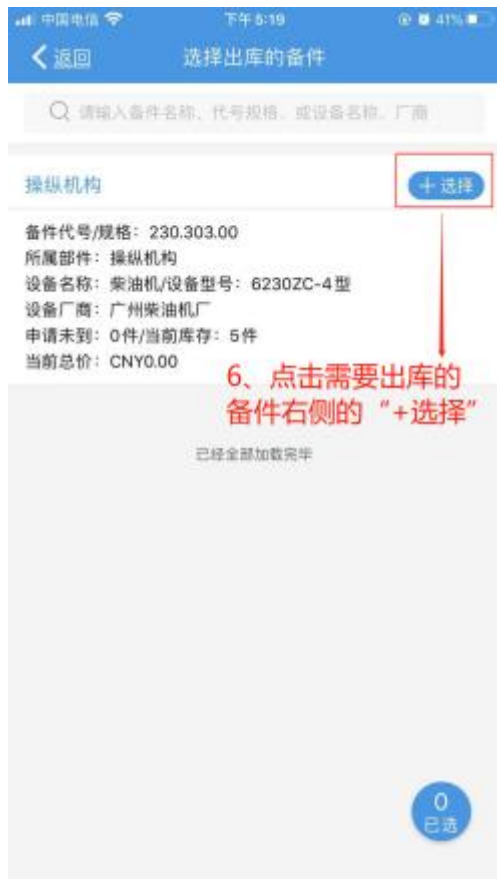 中国电信 下午5:19 41%
返回 选择出库的备件
请输入备件名称、代号规格、或设备名称、厂商
操纵机构 +选择
备件代号/规格：230.303.00
所属部件：操纵机构
设备名称：柴油机/设备型号：6230ZC-4型
设备厂商：广州柴油机厂
申请未到：0件/当前库存：5件
当前总价：CNY0.00
6、点击需要出库的
备件右侧的“+选择”
已经全部加载完毕
0
已选